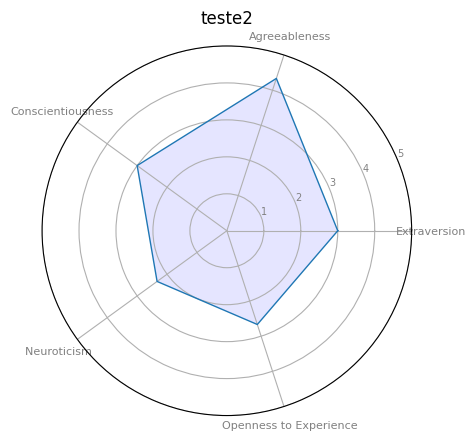 teste2
Agreeableness
Conscientiousness
5
4
3
2
1
Extraversion
Neuroticism
Openness to Experience